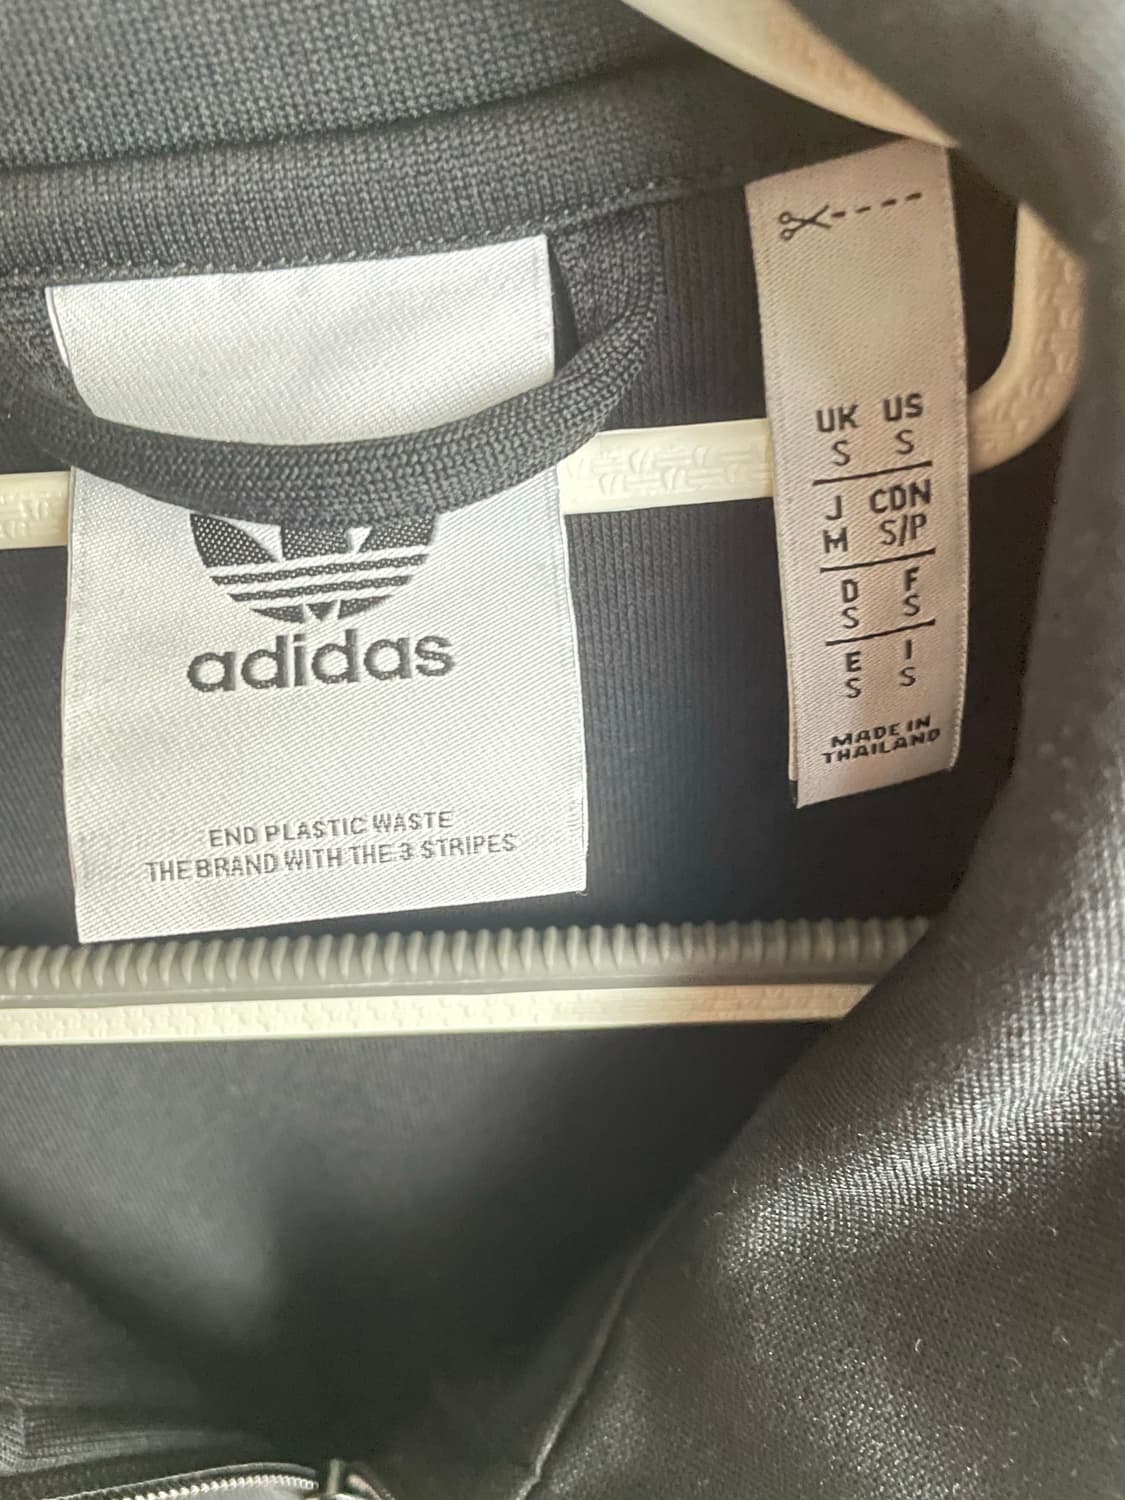 adidas
END PLASTIC WASTE
THE BRAND WITH THE 3 STRIPES
UK US
S S
J CDN
M S/P
D F
S S
E I
S S
MADE IN
THAILAND